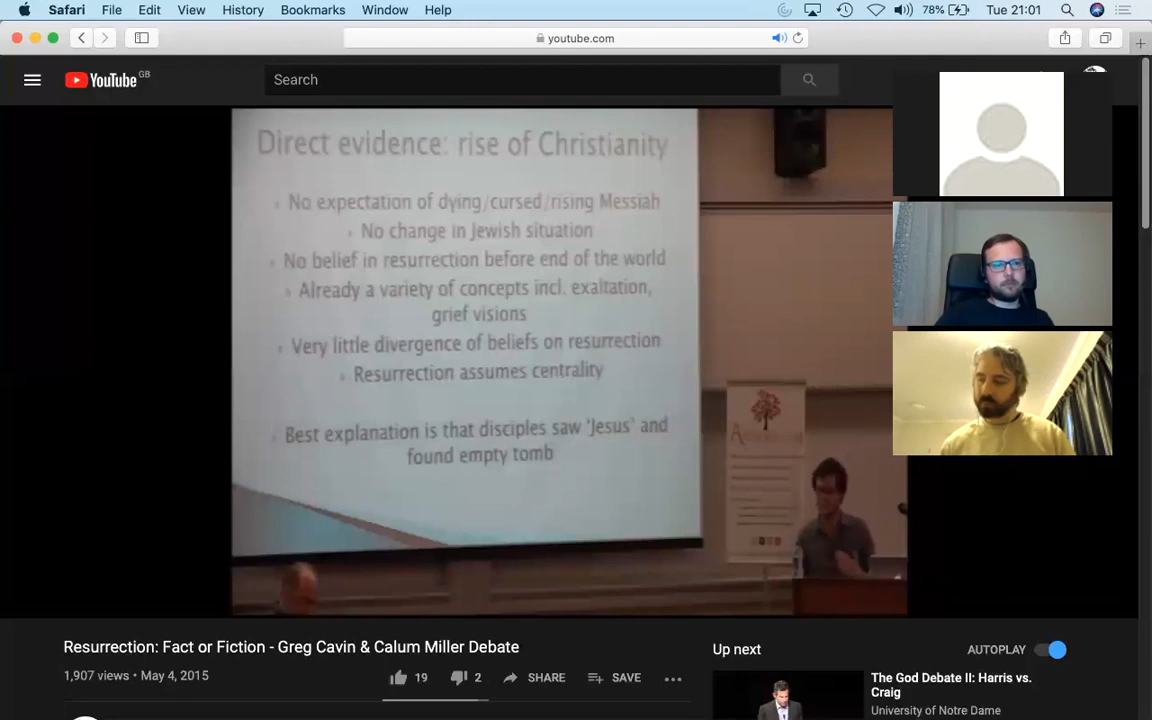 Safari File Edit View History Bookmarks Window Help 78% Tue 21:01
youtube.com
YouTube GB
Search
Direct evidence: rise of Christianity
No expectation of dying/cursed/rising Messiah
No change in Jewish situation
No belief in resurrection before end of the world
Already a variety of concepts incl. exaltation,
grief visions
Very little divergence of beliefs on resurrection
Resurrection assumes centrality
Best explanation is that disciples saw 'Jesus' and
found empty tomb
Resurrection: Fact or Fiction - Greg Cavin & Calum Miller Debate
1,907 views • May 4, 2015
19 2 SHARE SAVE
Up next
AUTOPLAY
The God Debate II: Harris vs.
Craig
University of Notre Dame